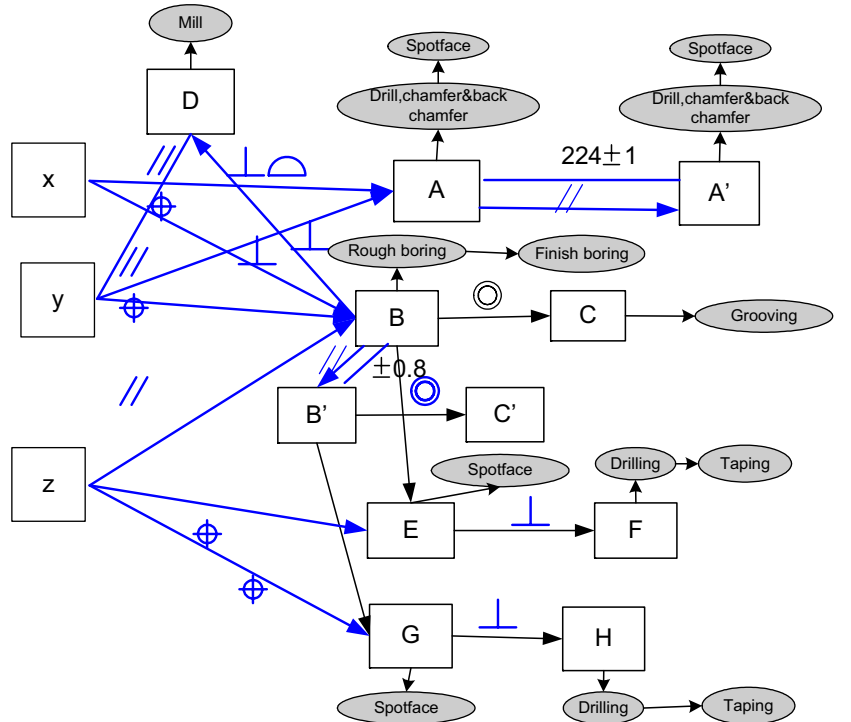 Mill
Spotface
Spotface
D
Drill,chamfer&back
chamfer
Drill,chamfer&back
chamfer
224±1
x
A
A’
Rough boring
Finish boring
y
B
C
Grooving
±0.8
B’
C’
z
Spotface
Drilling
Taping
E
F
G
H
Spotface
Drilling
Taping